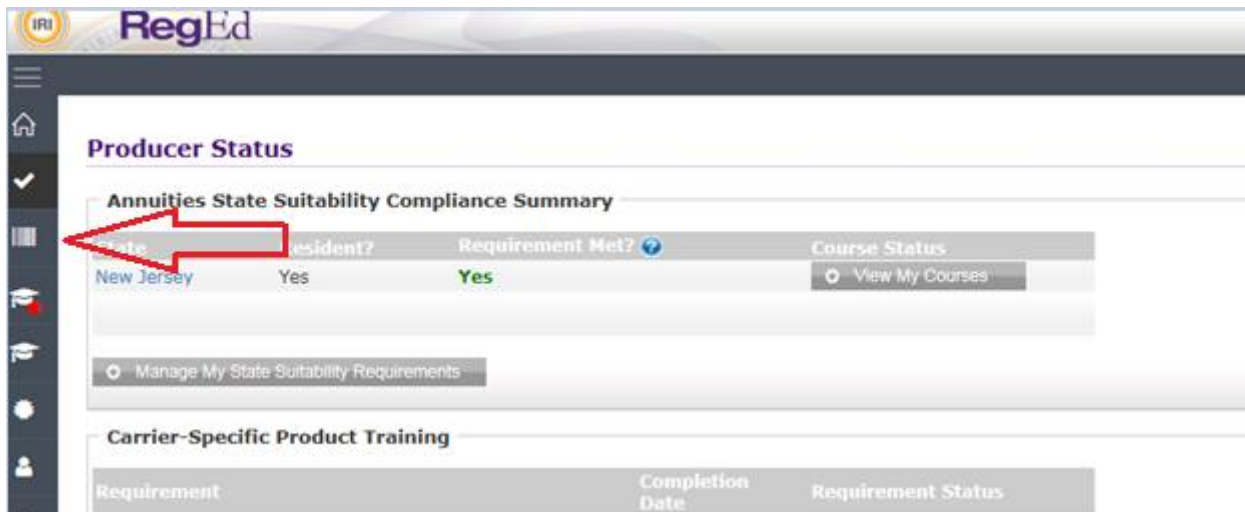 IRI
RegEd
Producer Status
Annuities State Suitability Compliance Summary
State Resident? Requirement Met? ? Course Status
New Jersey Yes Yes View My Courses
Manage My State Suitability Requirements
Carrier-Specific Product Training
Requirement Completion Date Requirement Status